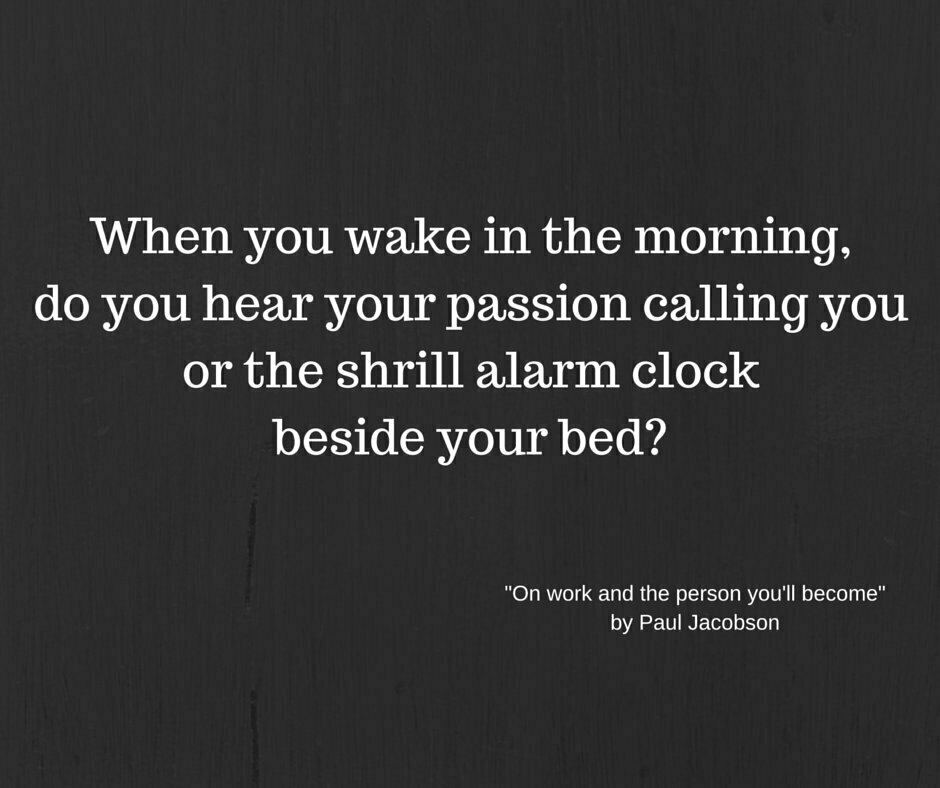 When you wake in the morning,
do you hear your passion calling you
or the shrill alarm clock
beside your bed?
"On work and the person you'll become"
by Paul Jacobson